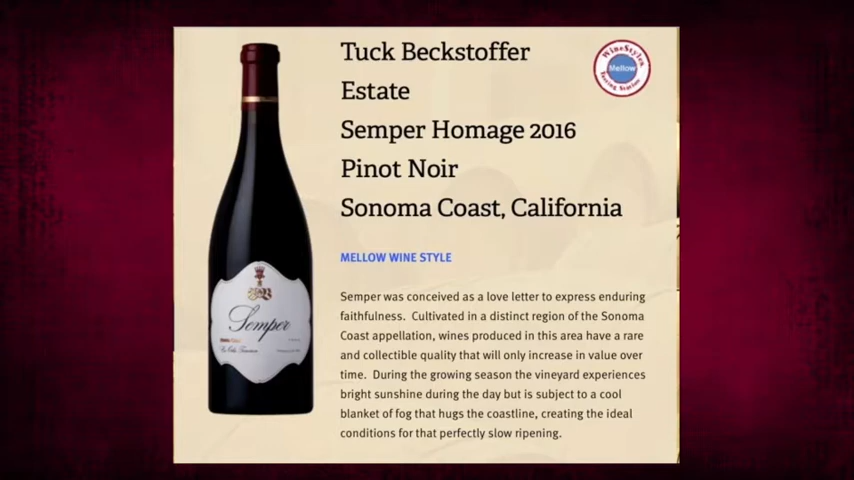 Tuck Beckstoffer
Estate
Semper Homage 2016
Pinot Noir
Sonoma Coast, California
WineStyles
Mellow
Tasting Station
MELLOW WINE STYLE
Semper was conceived as a love letter to express enduring
faithfulness. Cultivated in a distinct region of the Sonoma
Coast appellation, wines produced in this area have a rare
and collectible quality that will only increase in value over
time. During the growing season the vineyard experiences
bright sunshine during the day but is subject to a cool
blanket of fog that hugs the coastline, creating the ideal
conditions for that perfectly slow ripening.
Semper